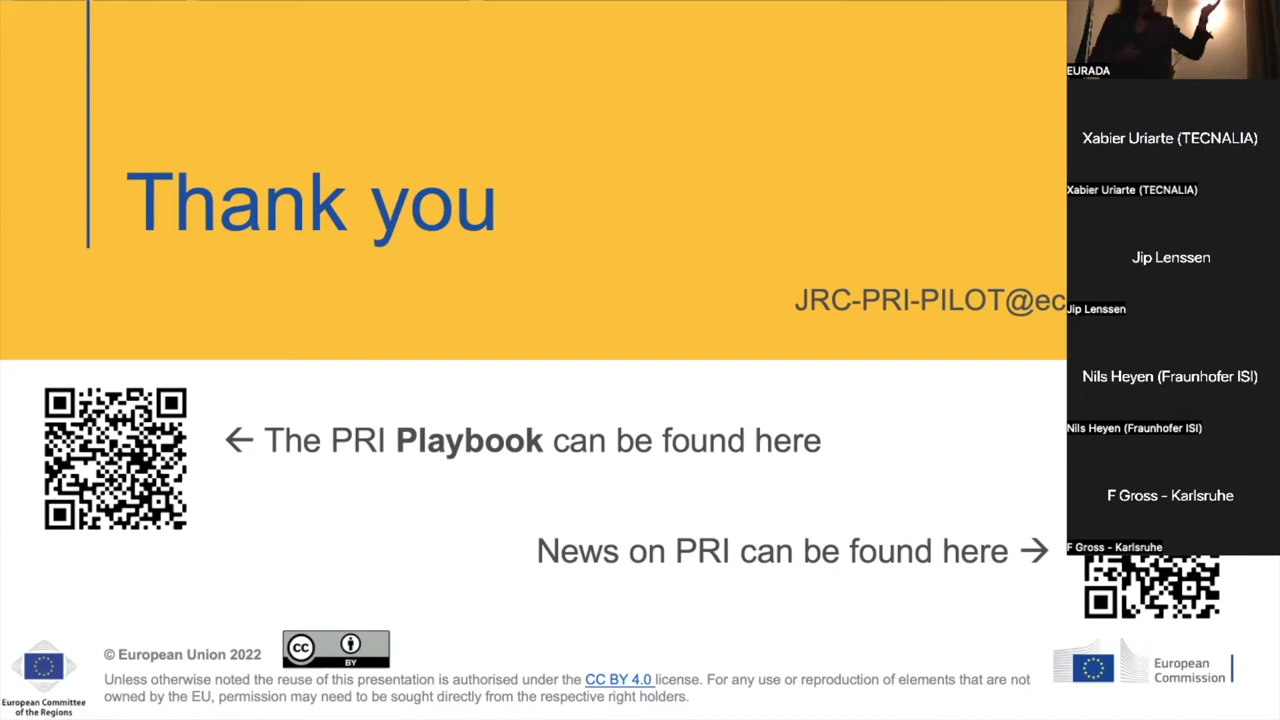 Thank you
JRC-PRI-PILOT@ec
← The PRI Playbook can be found here
News on PRI can be found here →
EURADA
Xabier Uriarte (TECNALIA)
Xabier Uriarte (TECNALIA)
Jip Lenssen
Jip Lenssen
Nils Heyen (Fraunhofer ISI)
Nils Heyen (Fraunhofer ISI)
F Gross - Karlsruhe
F Gross - Karlsruhe
European Committee
of the Regions
© European Union 2022
CC
BY
Unless otherwise noted the reuse of this presentation is authorised under the CC BY 4.0 license. For any use or reproduction of elements that are not
owned by the EU, permission may need to be sought directly from the respective right holders.
European
Commission